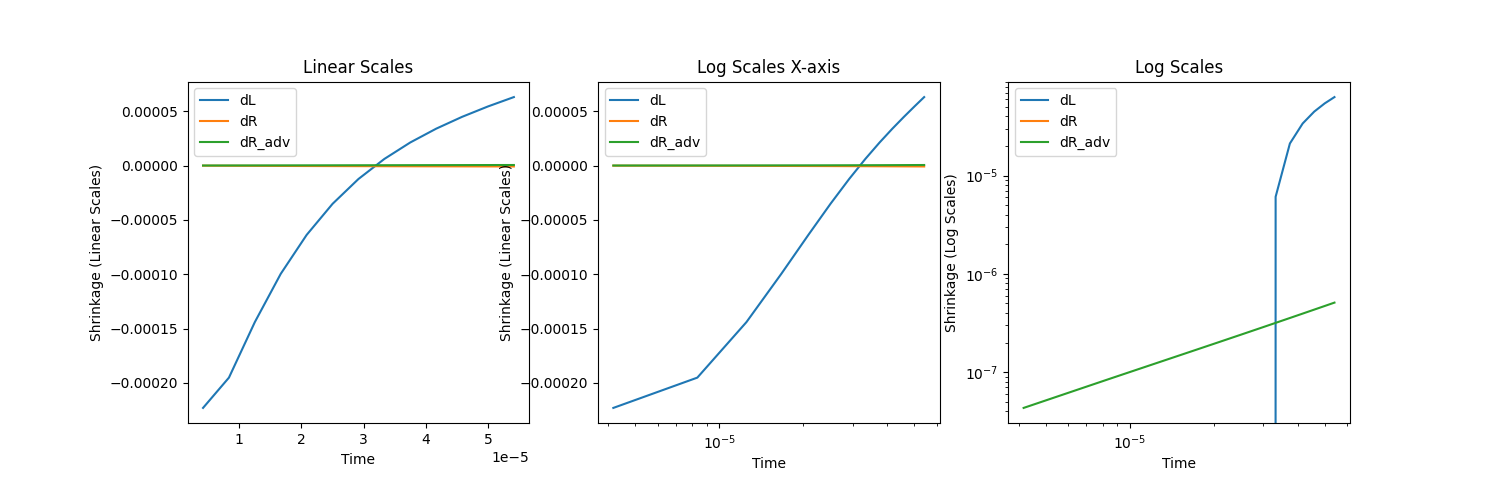 Linear Scales
dL
dR
dR_adv
0.00005
0.00000
−0.00005
−0.00010
−0.00015
−0.00020
Shrinkage (Linear Scales)
1
2
3
4
5
1e−5
Time
Log Scales X-axis
dL
dR
dR_adv
0.00005
0.00000
−0.00005
−0.00010
−0.00015
−0.00020
Shrinkage (Linear Scales)
10−5
Time
Log Scales
dL
dR
dR_adv
10−5
10−6
10−7
Shrinkage (Log Scales)
10−5
Time